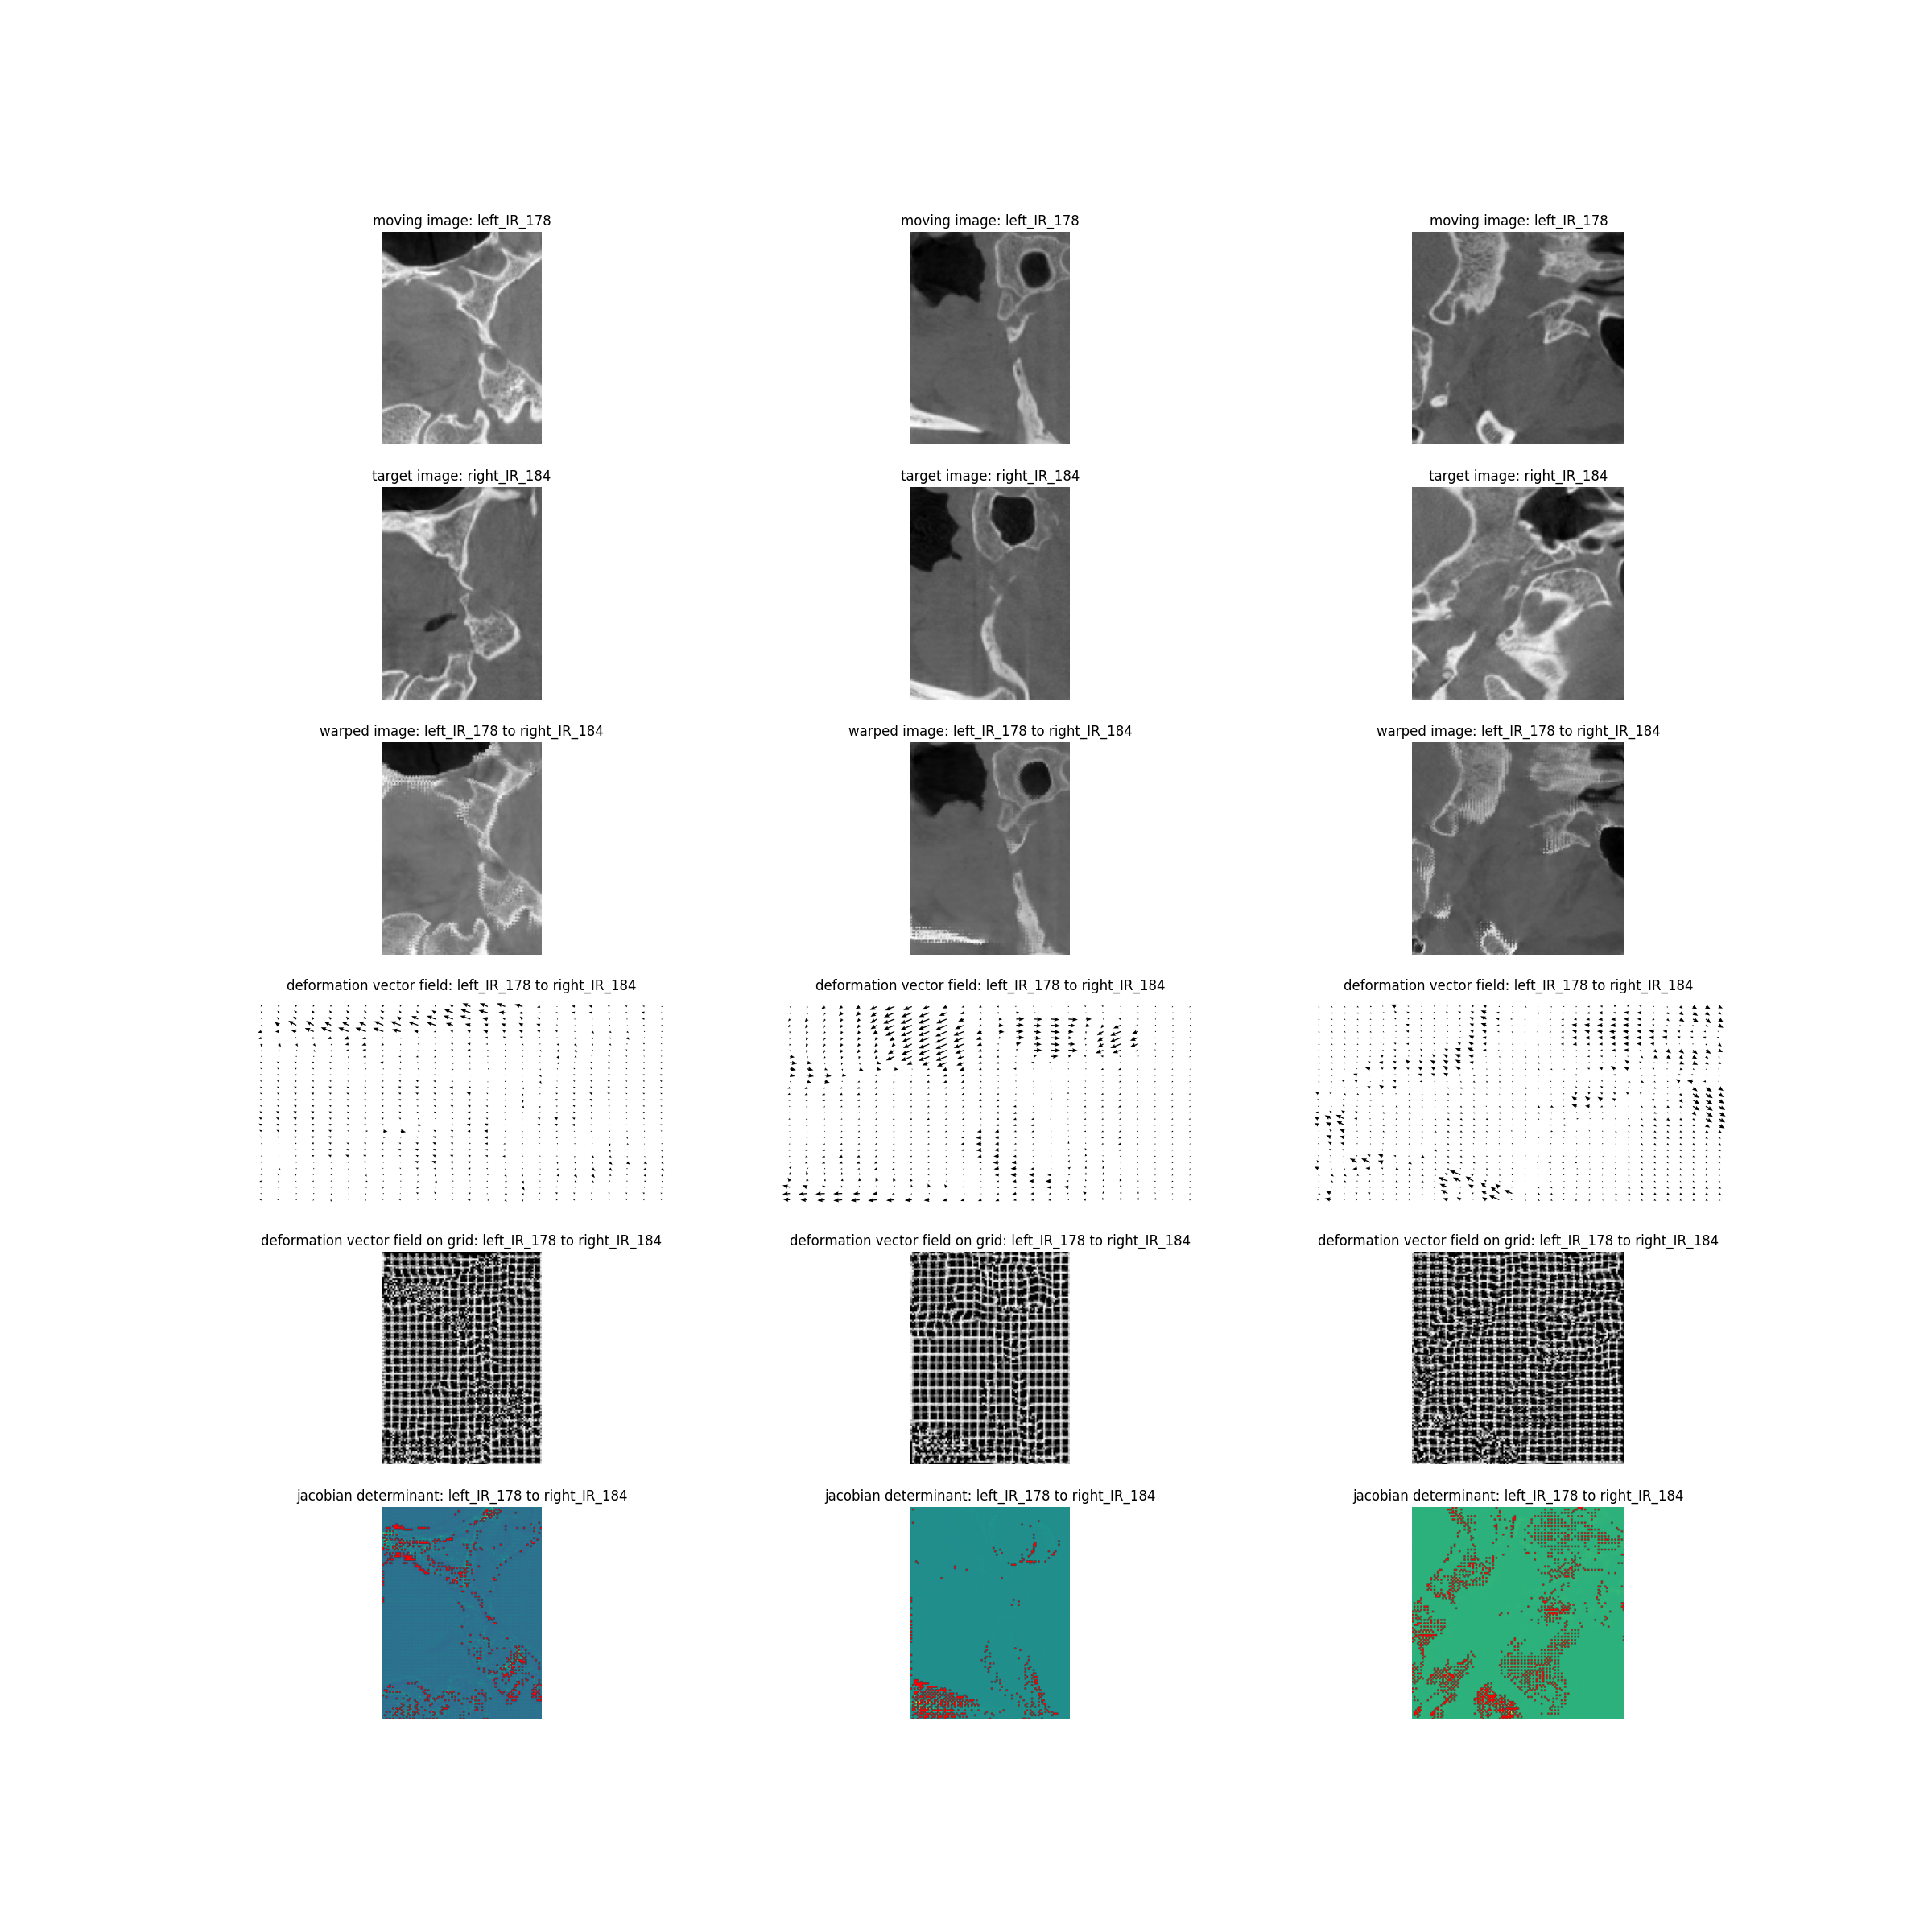 moving image: left_IR_178
moving image: left_IR_178
moving image: left_IR_178
target image: right_IR_184
target image: right_IR_184
target image: right_IR_184
warped image: left_IR_178 to right_IR_184
warped image: left_IR_178 to right_IR_184
warped image: left_IR_178 to right_IR_184
deformation vector field: left_IR_178 to right_IR_184
deformation vector field: left_IR_178 to right_IR_184
deformation vector field: left_IR_178 to right_IR_184
deformation vector field on grid: left_IR_178 to right_IR_184
deformation vector field on grid: left_IR_178 to right_IR_184
deformation vector field on grid: left_IR_178 to right_IR_184
jacobian determinant: left_IR_178 to right_IR_184
jacobian determinant: left_IR_178 to right_IR_184
jacobian determinant: left_IR_178 to right_IR_184